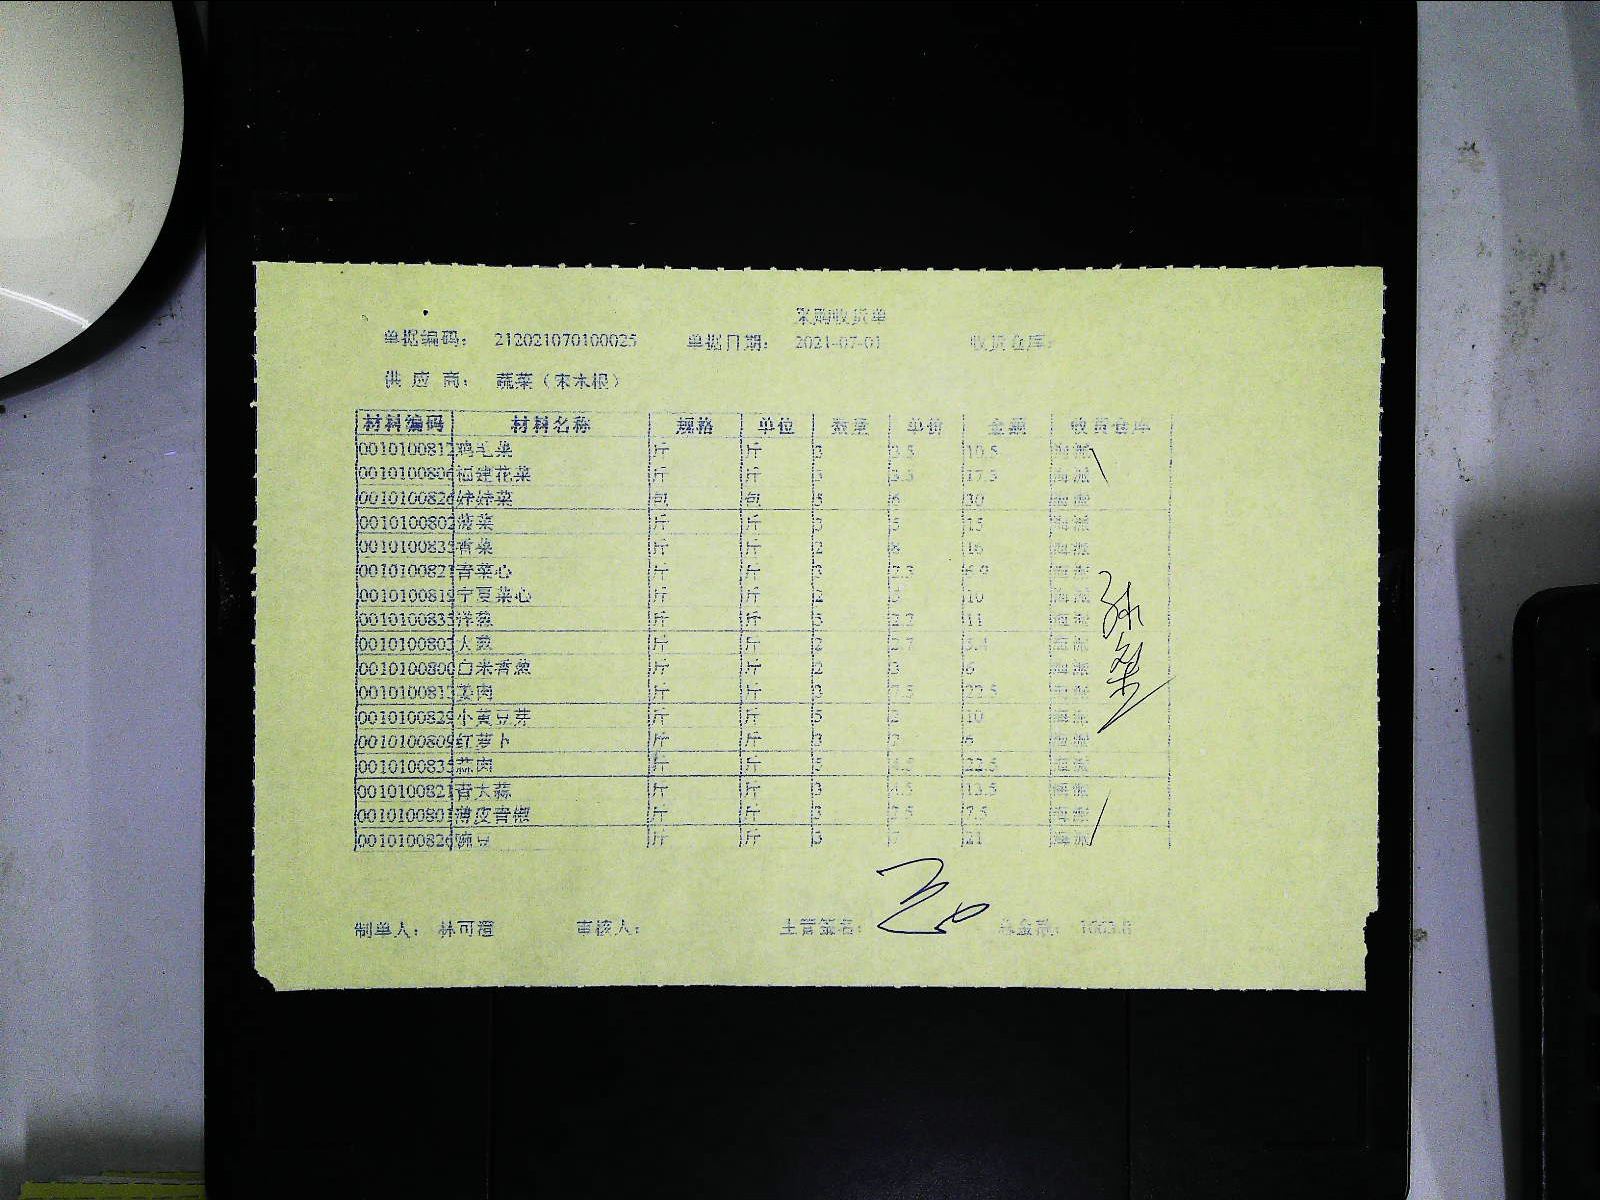 采购收货单
单据编码： 212021070100025 单据日期： 2021-07-01 收货仓库：
供 应 商： 蔬菜（宋木根）
材料编码 材料名称 规格 单位 数量 单价 金额 收货仓库
0010100812 鸡毛菜 斤 斤 3 3.5 10.5 海派
0010100806 福建花菜 斤 斤 5 3.5 17.5 海派
0010100826 娃娃菜 包 包 5 6 30 海派
0010100802 菠菜 斤 斤 3 5 15 海派
0010100835 香菜 斤 斤 2 8 16 海派
0010100821 青菜心 斤 斤 3 2.3 6.9 海派
0010100819 宁夏菜心 斤 斤 2 5 10 海派
0010100833 洋葱 斤 斤 5 2.2 11 海派
0010100803 大葱 斤 斤 2 2.7 5.4 海派
0010100800 白米香葱 斤 斤 2 3 6 海派
0010100813 姜肉 斤 斤 3 7.5 22.5 海派
0010100829 小黄豆芽 斤 斤 5 2 10 海派
0010100809 红萝卜 斤 斤 3 2 6 海派
0010100835 蒜肉 斤 斤 5 4.5 22.5 海派
0010100821 青大蒜 斤 斤 3 4.5 13.5 海派
0010100801 薄皮青椒 斤 斤 3 2.5 7.5 海派
0010100826 豌豆 斤 斤 3 7 21 海派
制单人： 林可澄 审核人： 主管签名： 总金额： 1663.8